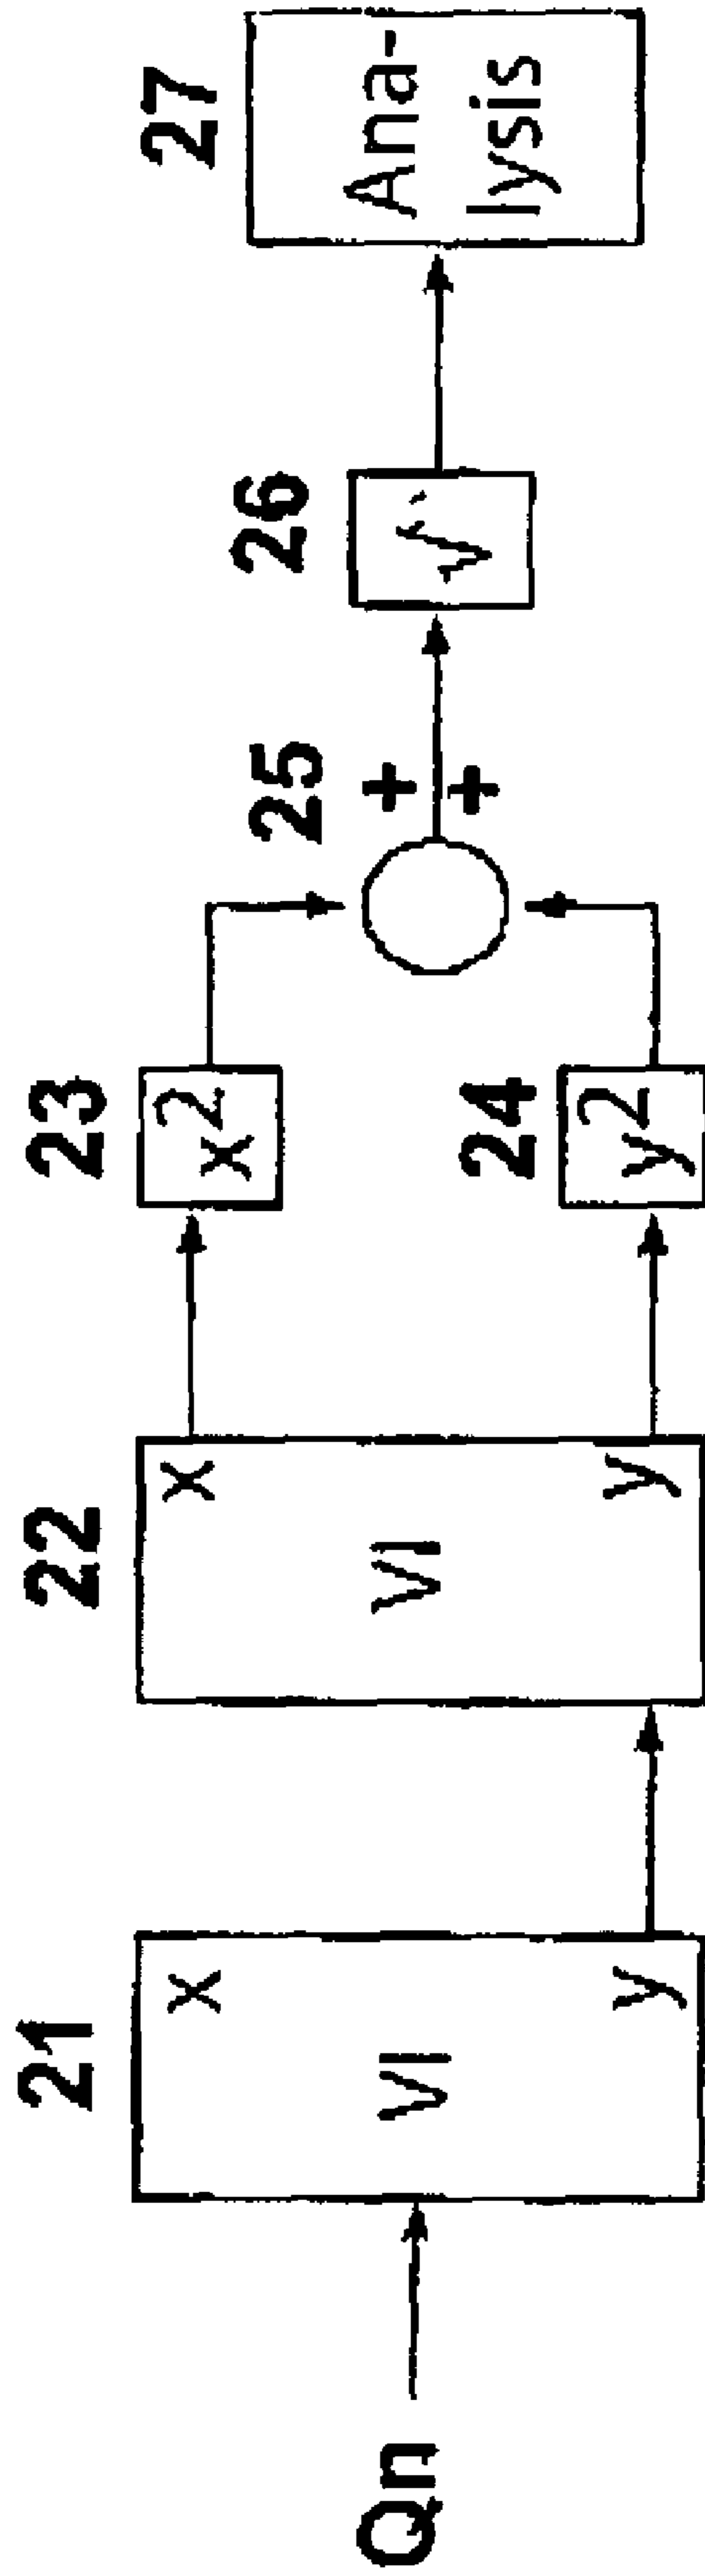 Qn
21
VI
x
y
22
VI
x
y
23
x²
24
y²
25
+
+
26
√
27
Ana-
lysis